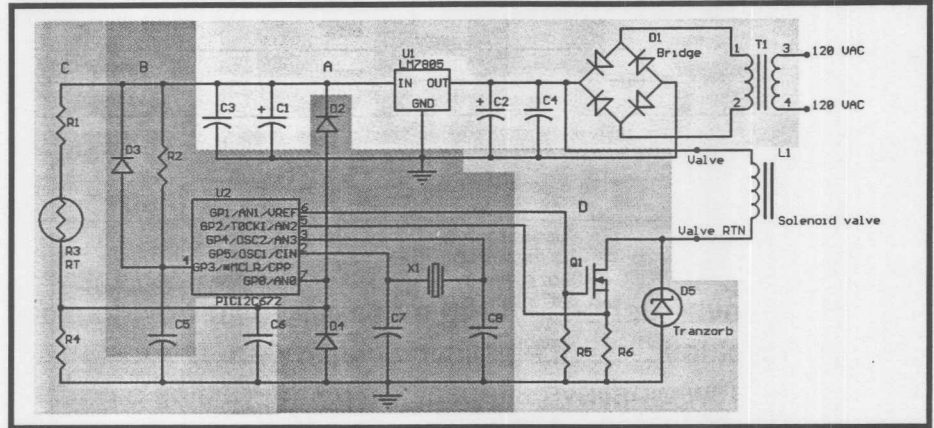 D1
Bridge
T1
1
3
120 VAC
2
4
120 VAC
C
B
A
U1
LM7805
IN OUT
GND
C3
+ C1
D2
+ C2
C4
R1
D3
R2
Valve
L1
Solenoid valve
Valve RTN
U2
GP1/AN1/VREF 6
GP2/T0CKI/AN2 5
GP4/OSC2/AN3 3
GP5/OSC1/CIN 2
4 GP3/*MCLR/CPP
GP0/AN0 7
PIC12C672
D
R3
RT
X1
Q1
D5
Tranzorb
R4
C5
C6
D4
C7
C8
R5
R6